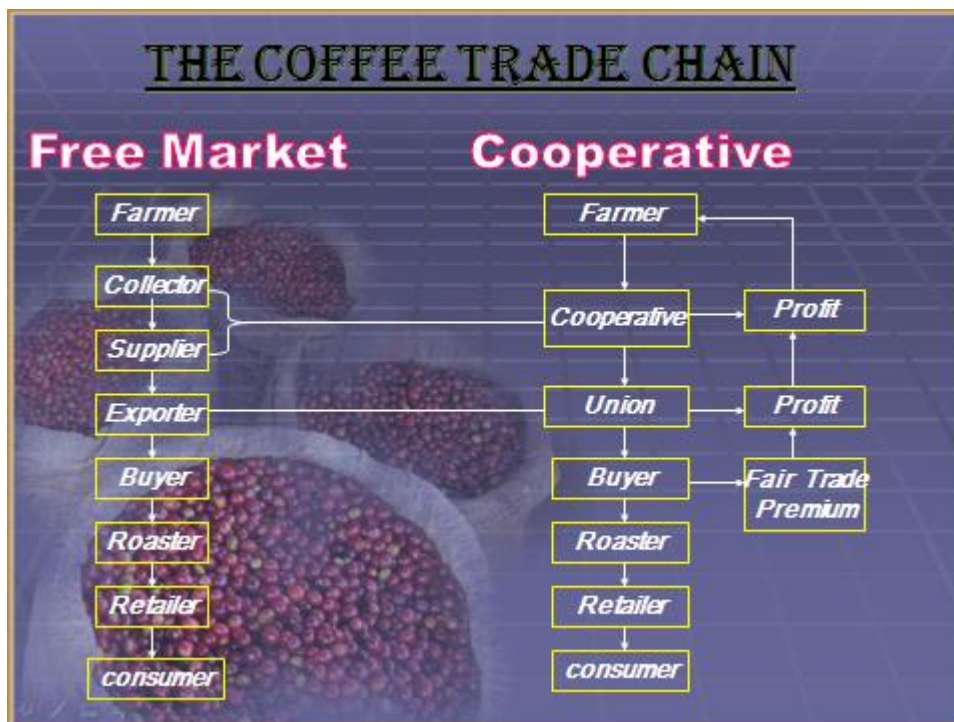 THE COFFEE TRADE CHAIN
Free Market
Farmer
Collector
Supplier
Exporter
Buyer
Roaster
Retailer
consumer
Cooperative
Farmer
Cooperative
Union
Buyer
Roaster
Retailer
consumer
Profit
Profit
Fair Trade
Premium